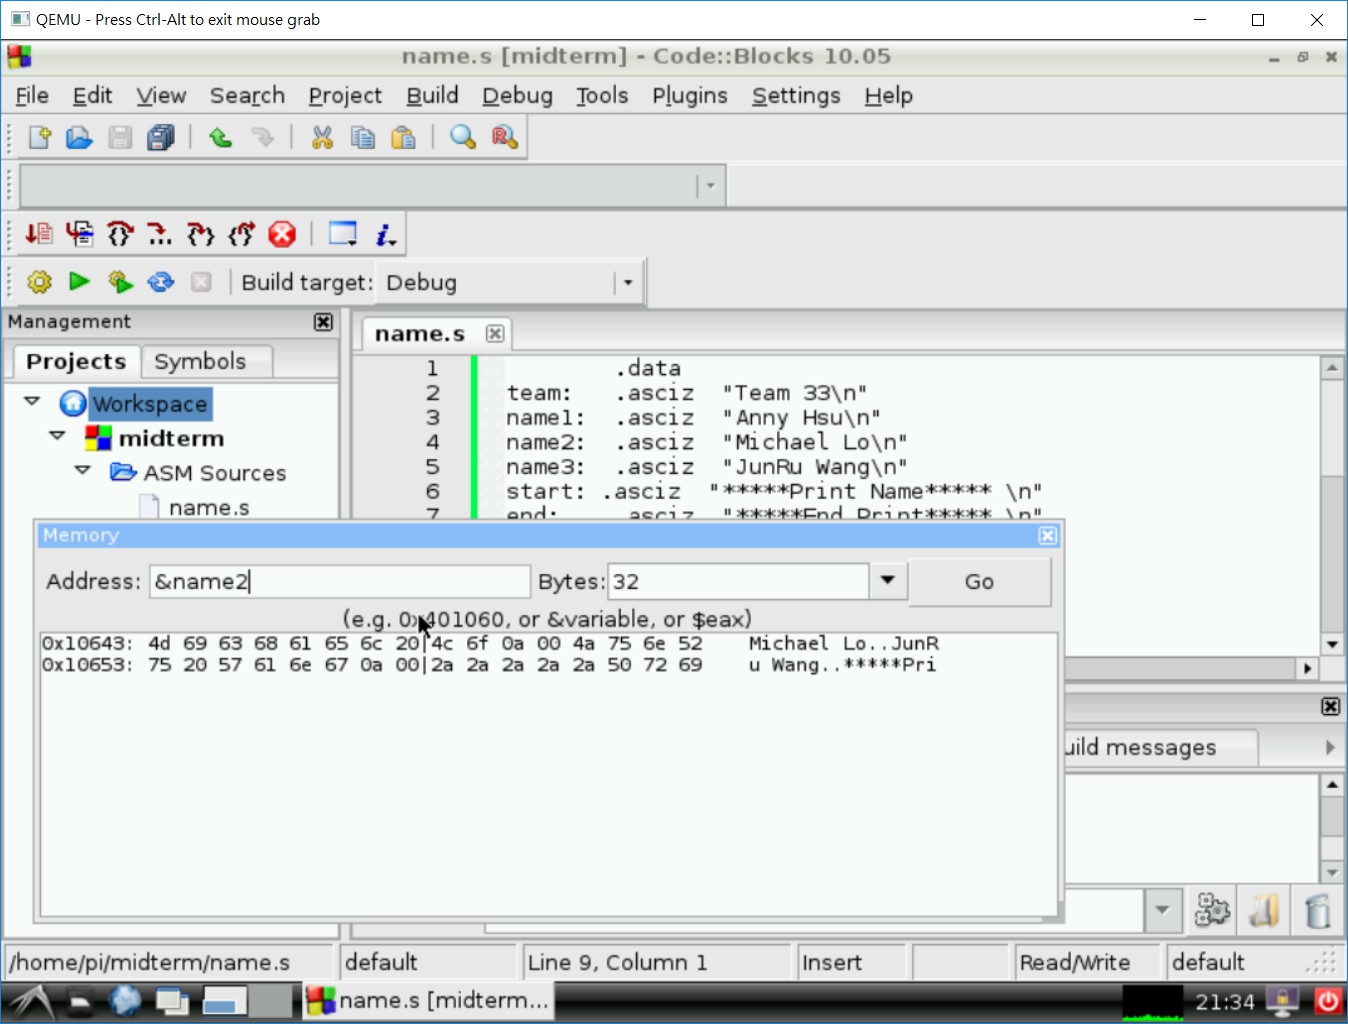 QEMU - Press Ctrl-Alt to exit mouse grab
name.s [midterm] - Code::Blocks 10.05
File Edit View Search Project Build Debug Tools Plugins Settings Help
Build target: Debug
Management
Projects Symbols
Workspace
midterm
ASM Sources
name.s
name.s
1 .data
2 team: .asciz "Team 33\n"
3 name1: .asciz "Anny Hsu\n"
4 name2: .asciz "Michael Lo\n"
5 name3: .asciz "JunRu Wang\n"
6 start: .asciz "*****Print Name***** \n"
7 end: .asciz "*****End Print***** \n"
Memory
Address: &name2 Bytes: 32 Go
(e.g. 0x401060, or &variable, or $eax)
0x10643: 4d 69 63 68 61 65 6c 20|4c 6f 0a 00 4a 75 6e 52 Michael Lo..JunR
0x10653: 75 20 57 61 6e 67 0a 00|2a 2a 2a 2a 2a 50 72 69 u Wang..*****Pri
uild messages
/home/pi/midterm/name.s default Line 9, Column 1 Insert Read/Write default
name.s [midterm... 21:34